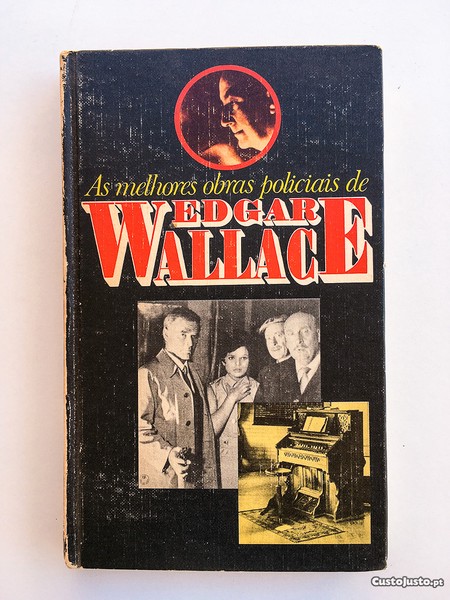 As melhores obras policiais de
EDGAR
WALLACE
CustoJusto.pt